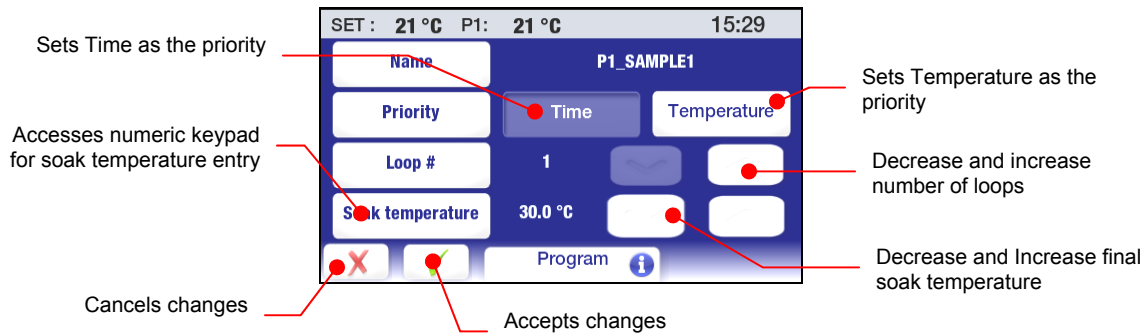 SET : 21 °C P1: 21 °C 15:29
Sets Time as the priority
Name P1_SAMPLE1
Sets Temperature as the
priority
Priority Time Temperature
Accesses numeric keypad
for soak temperature entry
Loop # 1
Decrease and increase
number of loops
Soak temperature 30.0 °C
Decrease and Increase final
soak temperature
Program i
Cancels changes
Accepts changes